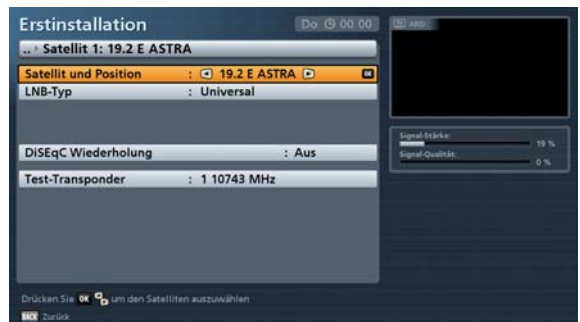 Erstinstallation
Do 00:00
ARD
.. Satellit 1: 19.2 E ASTRA
Satellit und Position : 19.2 E ASTRA OK
LNB-Typ : Universal
Signal-Stärke:
19 %
Signal-Qualität:
0 %
DiSEqC Wiederholung : Aus
Test-Transponder : 1 10743 MHz
Drücken Sie OK um den Satelliten auszuwählen
BACK Zurück